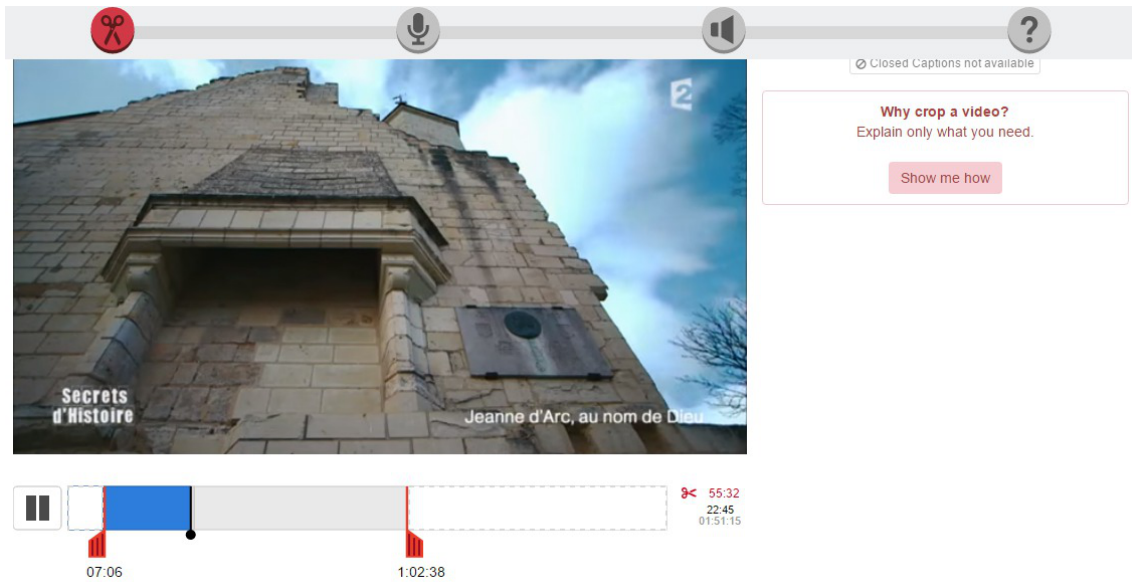 ?
Closed Captions not available
Why crop a video?
Explain only what you need.
Show me how
2
Secrets
d'Histoire
Jeanne d'Arc, au nom de Dieu
55:32
22:45
01:51:15
07:06
1:02:38